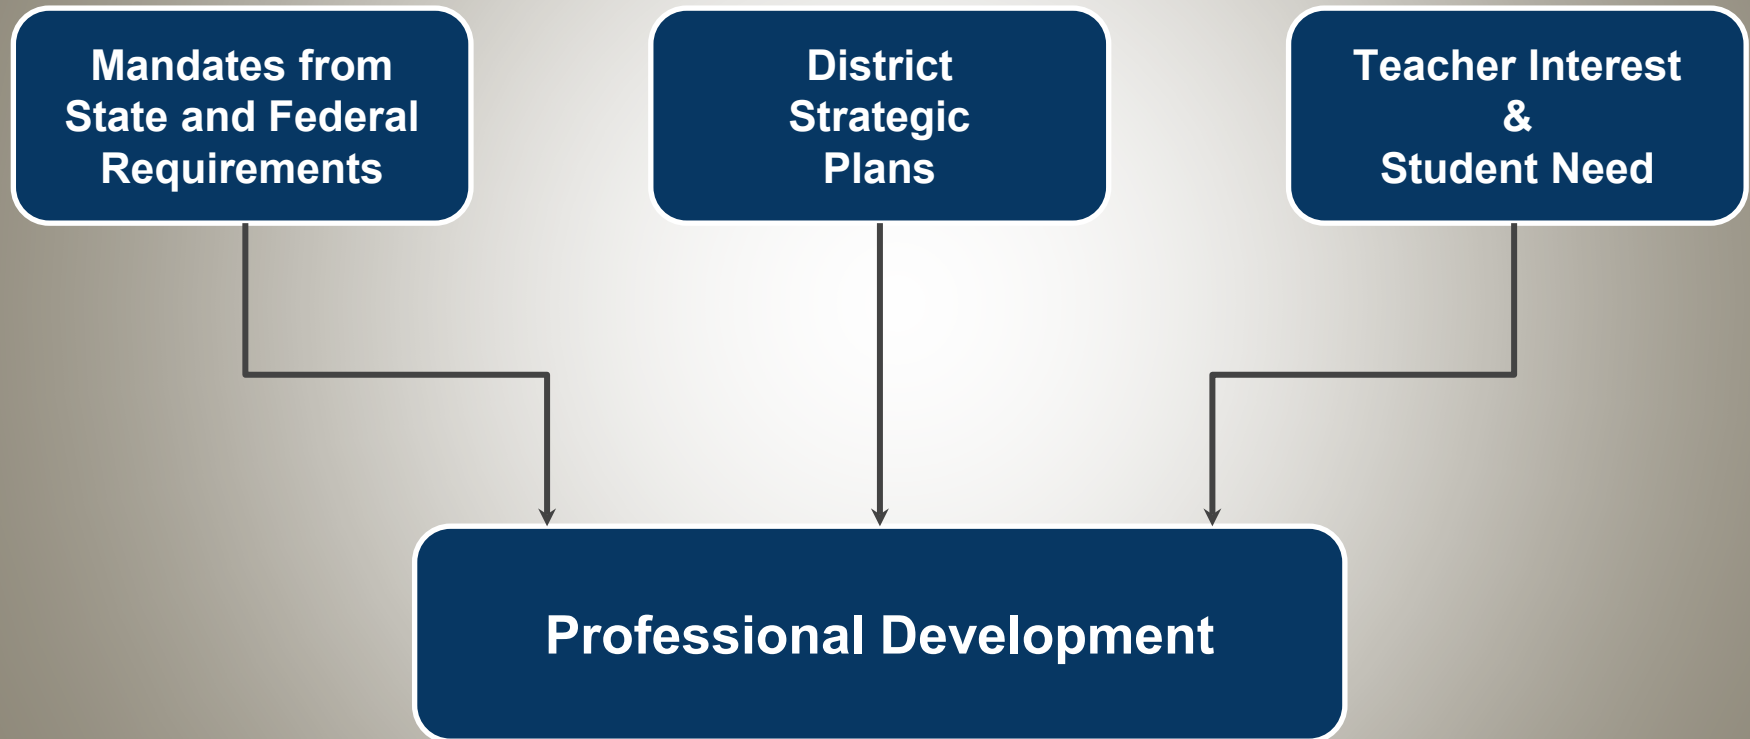 Mandates from
State and Federal
Requirements
District
Strategic
Plans
Teacher Interest
&
Student Need
Professional Development